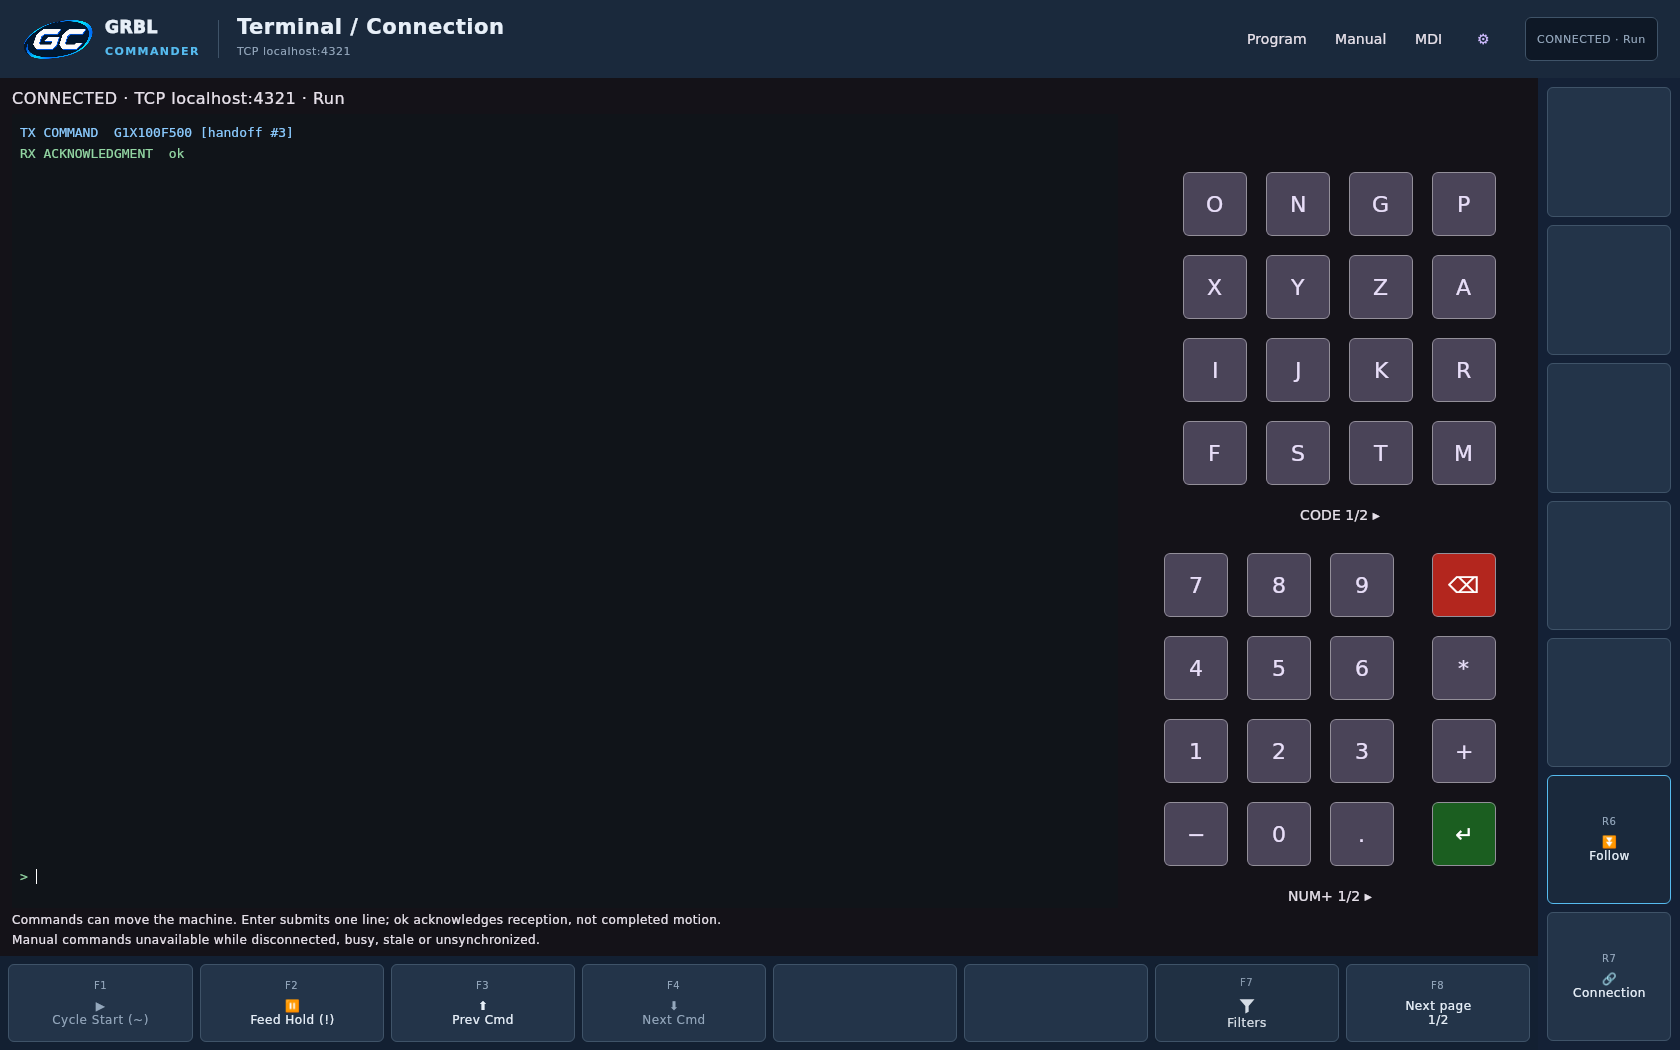 GC GRBL
COMMANDER
Terminal / Connection
TCP localhost:4321
Program
Manual
MDI
CONNECTED · Run
CONNECTED · TCP localhost:4321 · Run
TX COMMAND  G1X100F500 [handoff #3]
RX ACKNOWLEDGMENT  ok
O N G P
X Y Z A
I J K R
F S T M
CODE 1/2 ▸
7 8 9 ⌫
4 5 6 *
1 2 3 +
− 0 . ↵
NUM+ 1/2 ▸
>
Commands can move the machine. Enter submits one line; ok acknowledges reception, not completed motion.
Manual commands unavailable while disconnected, busy, stale or unsynchronized.
R6
Follow
R7
Connection
F1
Cycle Start (~)
F2
Feed Hold (!)
F3
Prev Cmd
F4
Next Cmd
F7
Filters
F8
Next page
1/2